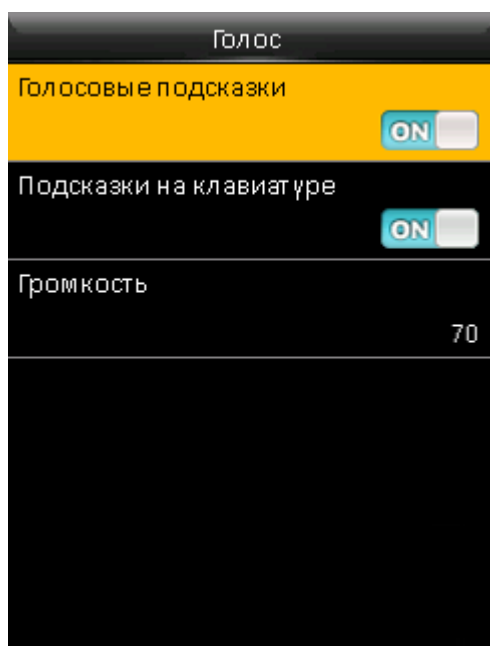 Голос
Голосовые подсказки
ON
Подсказки на клавиатуре
ON
Громкость
70